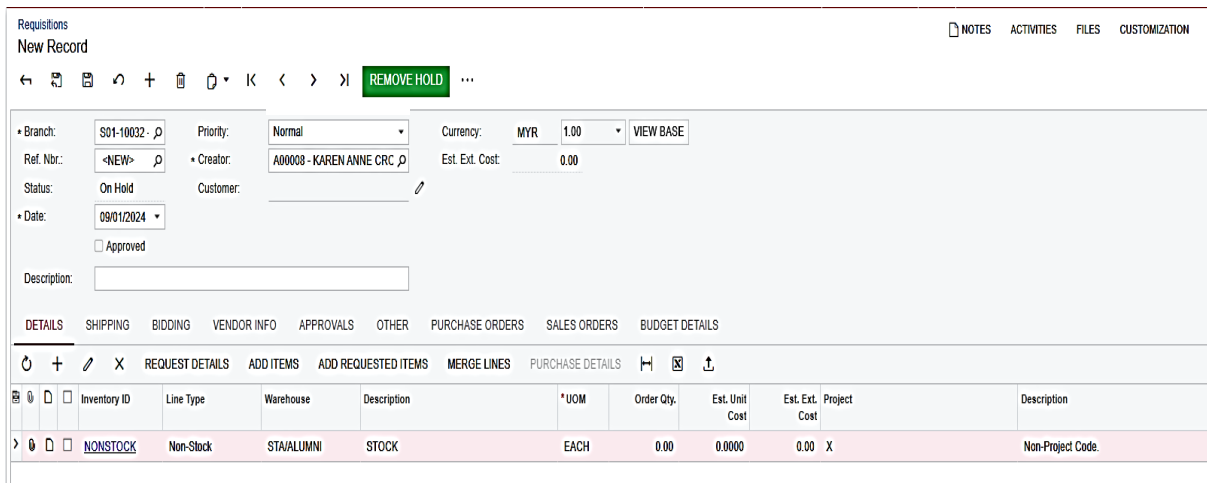 Requisitions
New Record
NOTES ACTIVITIES FILES CUSTOMIZATION
REMOVE HOLD ...
* Branch: S01-10032 - Priority: Normal Currency: MYR 1.00 VIEW BASE
Ref. Nbr.: <NEW> * Creator: A00008 - KAREN ANNE CRC Est. Ext. Cost: 0.00
Status: On Hold Customer:
* Date: 09/01/2024
Approved
Description:
DETAILS SHIPPING BIDDING VENDOR INFO APPROVALS OTHER PURCHASE ORDERS SALES ORDERS BUDGET DETAILS
REQUEST DETAILS ADD ITEMS ADD REQUESTED ITEMS MERGE LINES PURCHASE DETAILS
Inventory ID Line Type Warehouse Description * UOM Order Qty. Est. Unit Cost Est. Ext. Cost Project Description
NONSTOCK Non-Stock STA/ALUMNI STOCK EACH 0.00 0.0000 0.00 X Non-Project Code.